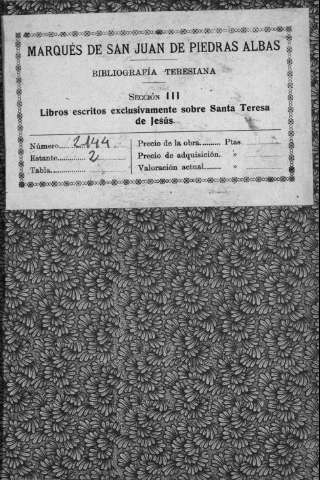 MARQUÉS DE SAN JUAN DE PIEDRAS ALBAS
BIBLIOGRAFÍA TERESIANA
SECCIÓN III
Libros escritos exclusivamente sobre Santa Teresa
de Jesús.
Número..... 2144
Estante............. 2
Tabla..................
Precio de la obra......... Ptas.
Precio de adquisición. »
Valoración actual....... »